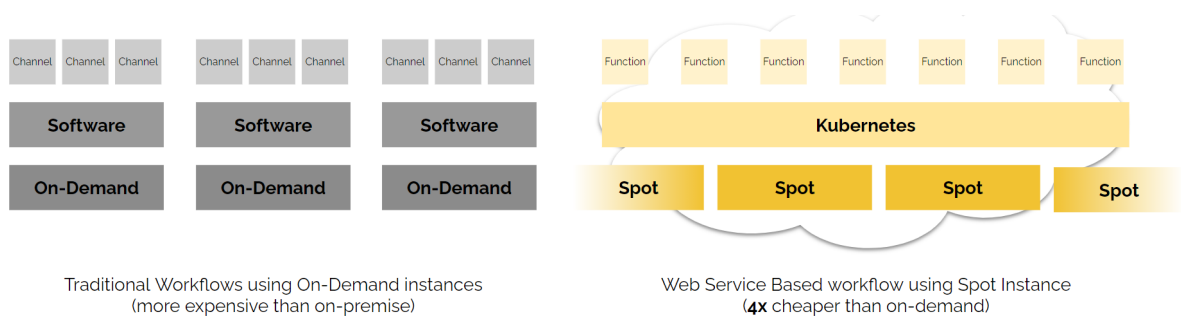 Channel Channel Channel Channel Channel Channel Channel Channel Channel
Software Software Software
On-Demand On-Demand On-Demand
Traditional Workflows using On-Demand instances
(more expensive than on-premise)
Function Function Function Function Function Function Function
Kubernetes
Spot Spot Spot Spot
Web Service Based workflow using Spot Instance
(4x cheaper than on-demand)